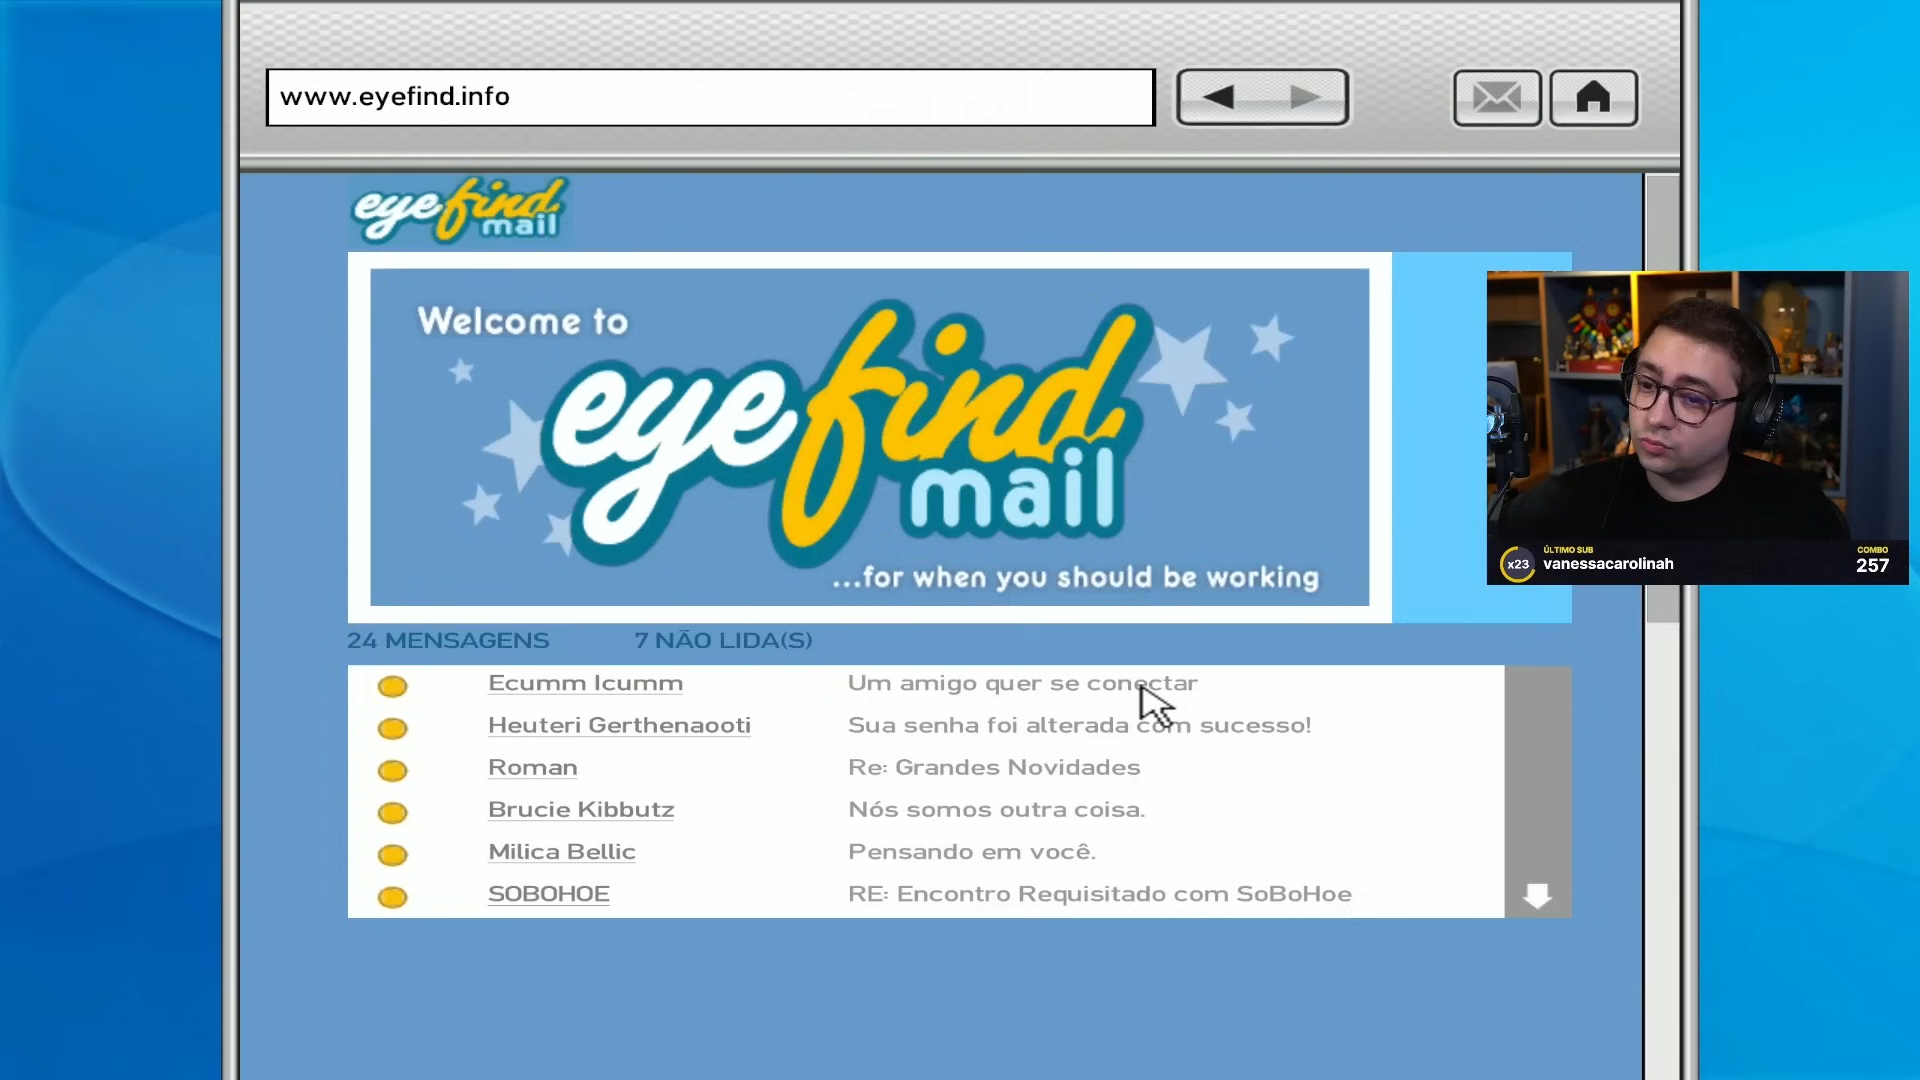 www.eyefind.info
eyefind mail
Welcome to
eyefind
mail
...for when you should be working
24 MENSAGENS 7 NÃO LIDA(S)
Ecumm Icumm Um amigo quer se conectar
Heuteri Gerthenaooti Sua senha foi alterada com sucesso!
Roman Re: Grandes Novidades
Brucie Kibbutz Nós somos outra coisa.
Milica Bellic Pensando em você.
SOBOHOE RE: Encontro Requisitado com SoBoHoe
ÚLTIMO SUB COMBO
x23 vanessacarolinah 257